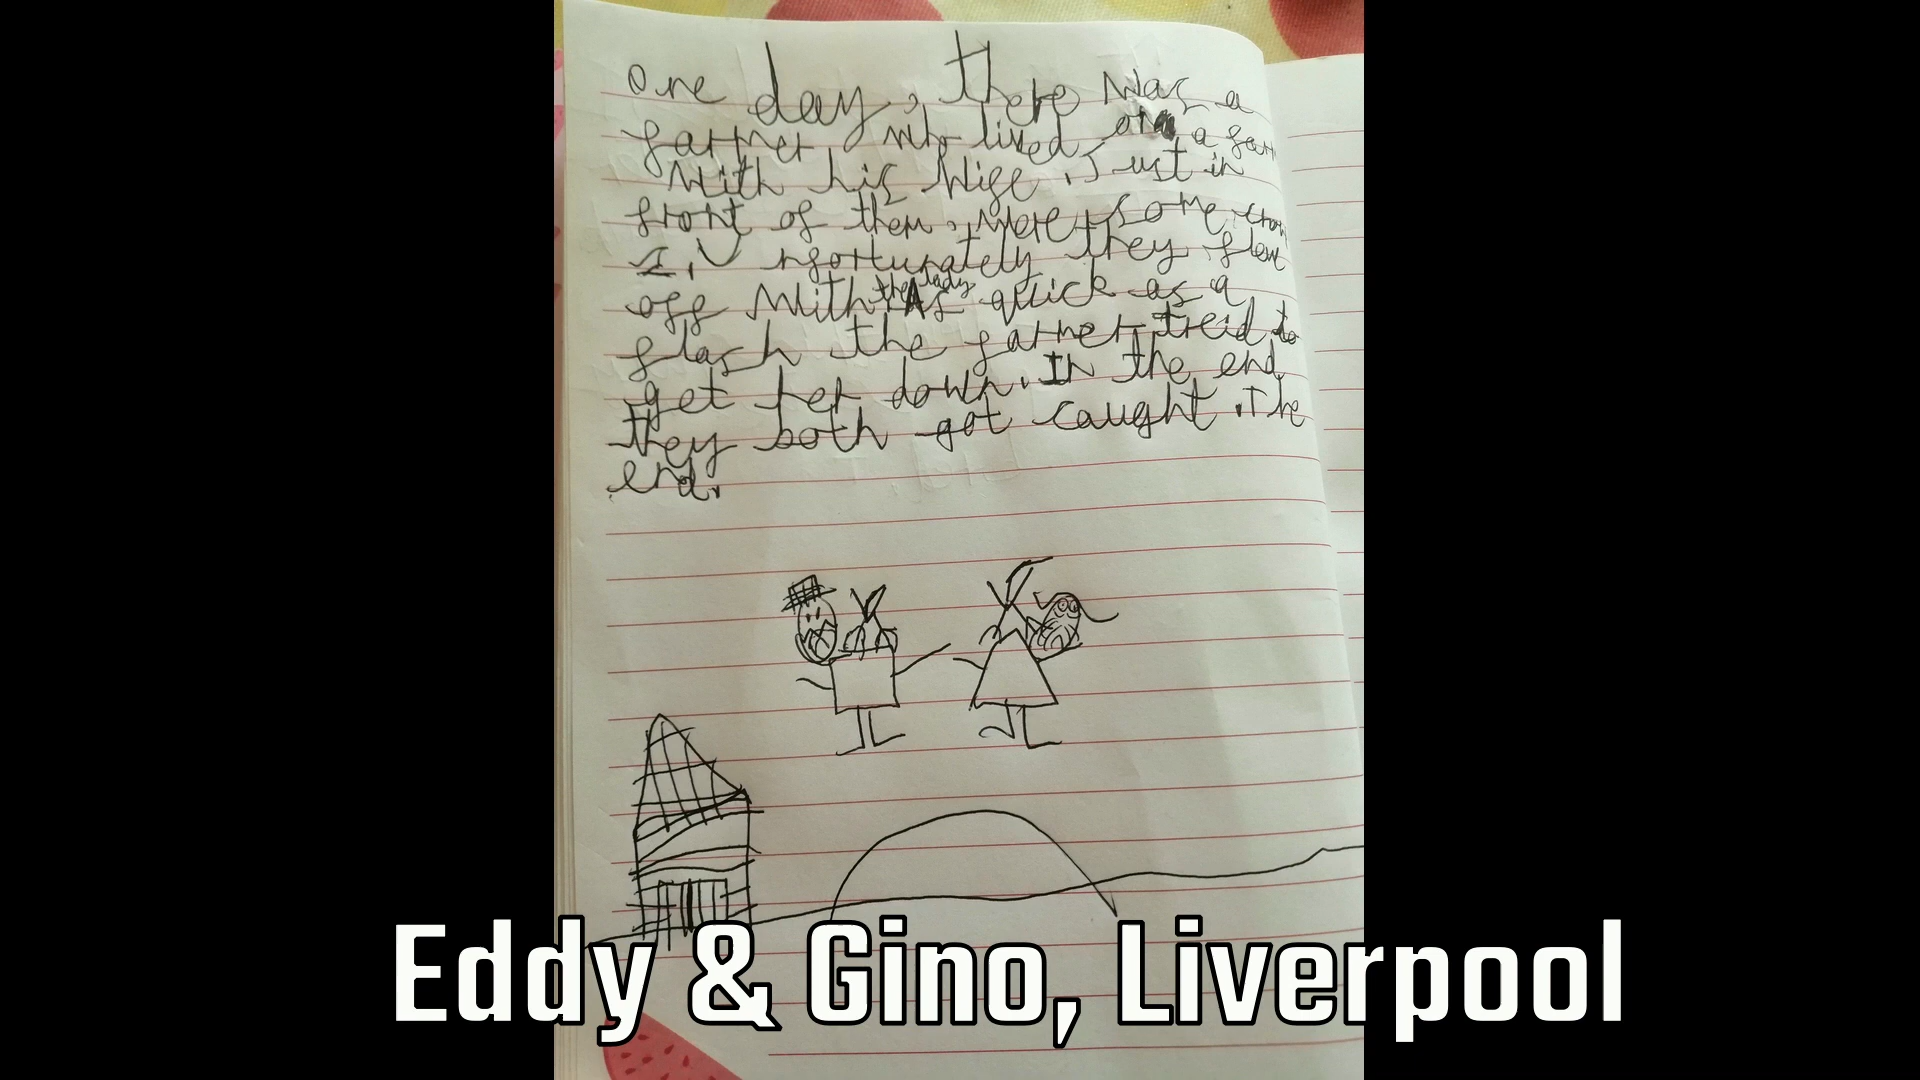 one day, there was a
farmer who lived on a farm
with his wife. Just in
front of them, were some crow
s. Unfortunately they flew
off with the lady As quick as a
flash the farmer treid to
get her down. In the end
they both got caught. The
end.
Eddy & Gino, Liverpool